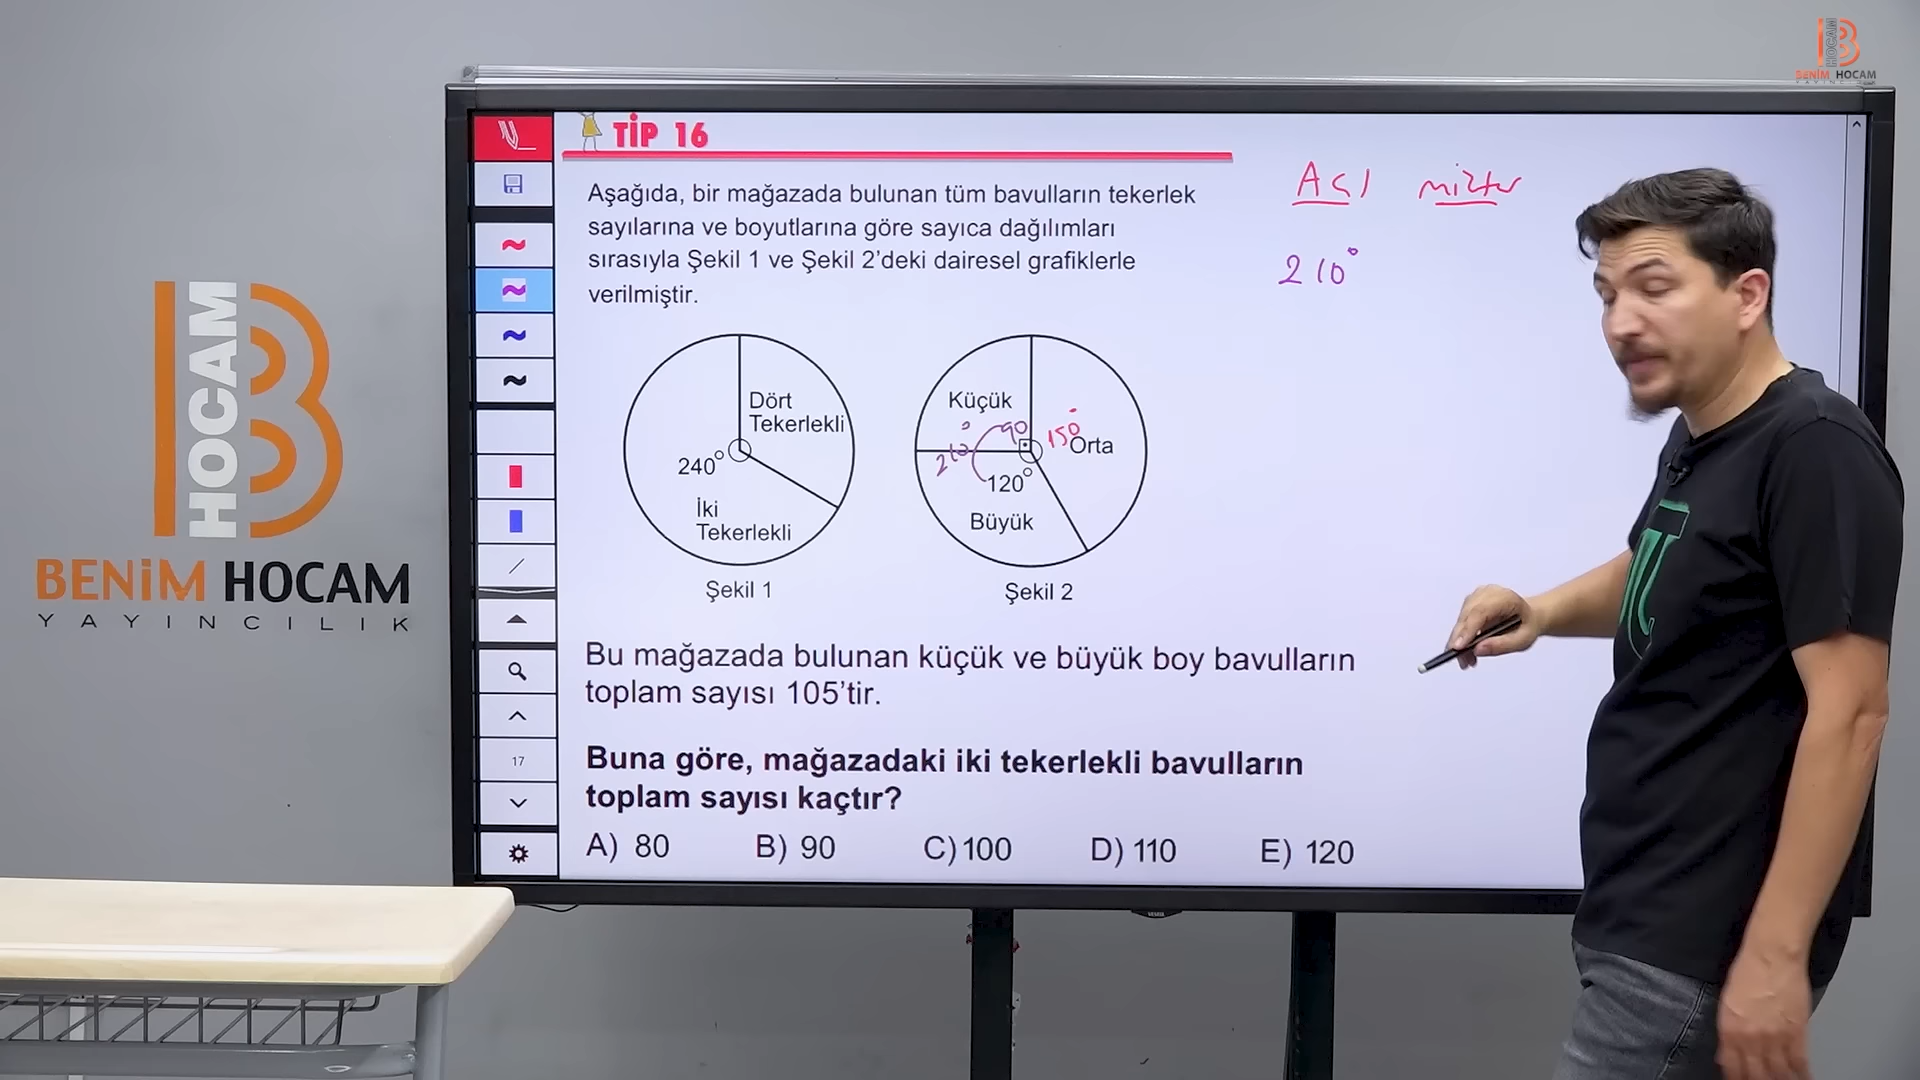 BENİM HOCAM
YAYINCILIK
B
HOCAM
BENİM HOCAM
YAYINCILIK
TİP 16
Aşağıda, bir mağazada bulunan tüm bavulların tekerlek
sayılarına ve boyutlarına göre sayıca dağılımları
sırasıyla Şekil 1 ve Şekil 2'deki dairesel grafiklerle
verilmiştir.
Açı miktar
210°
Dört
Tekerlekli
240°
İki
Tekerlekli
Şekil 1
Küçük
90
210°
150°
Orta
120°
Büyük
Şekil 2
Bu mağazada bulunan küçük ve büyük boy bavulların
toplam sayısı 105'tir.
Buna göre, mağazadaki iki tekerlekli bavulların
toplam sayısı kaçtır?
A) 80 B) 90 C) 100 D) 110 E) 120
17